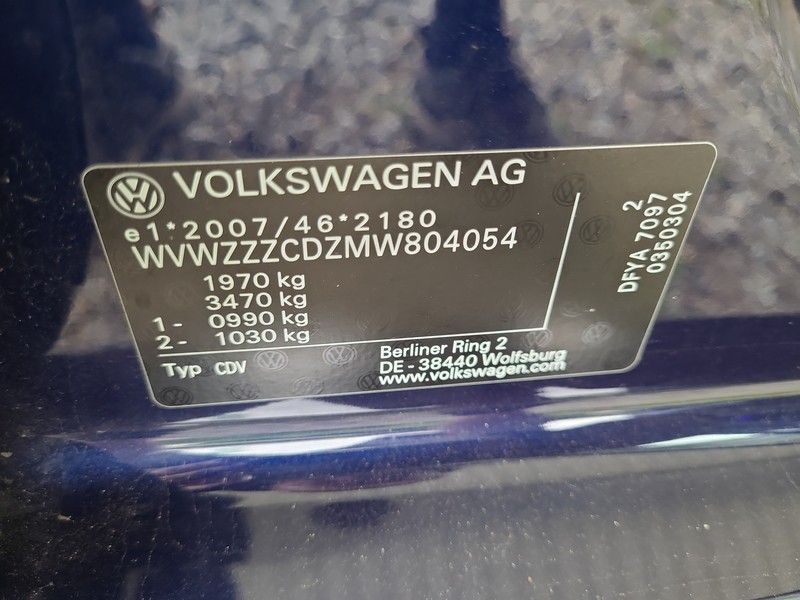 VOLKSWAGEN AG
e1*2007/46*2180
WVWZZZCDZMW804054
1970 kg
3470 kg
1- 0990 kg
2- 1030 kg
Typ CDV
Berliner Ring 2
DE - 38440 Wolfsburg
www.volkswagen.com
2
DFYA 7097
0350304